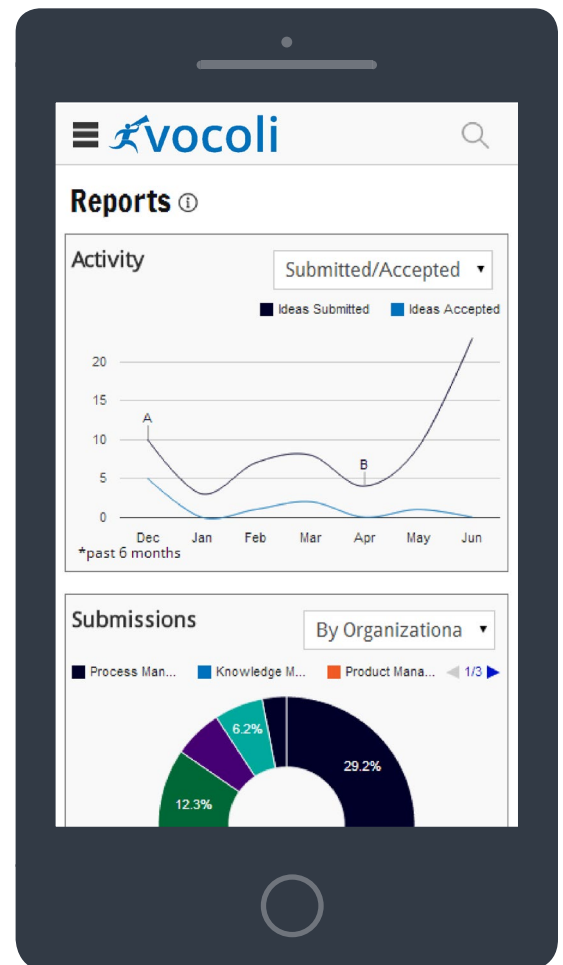 vocoli
Reports
Activity
Submitted/Accepted
Ideas Submitted Ideas Accepted
20
15
A
10
B
5
0
Dec Jan Feb Mar Apr May Jun
*past 6 months
Submissions
By Organizationa
Process Man... Knowledge M... Product Mana... 1/3
6.2%
29.2%
12.3%